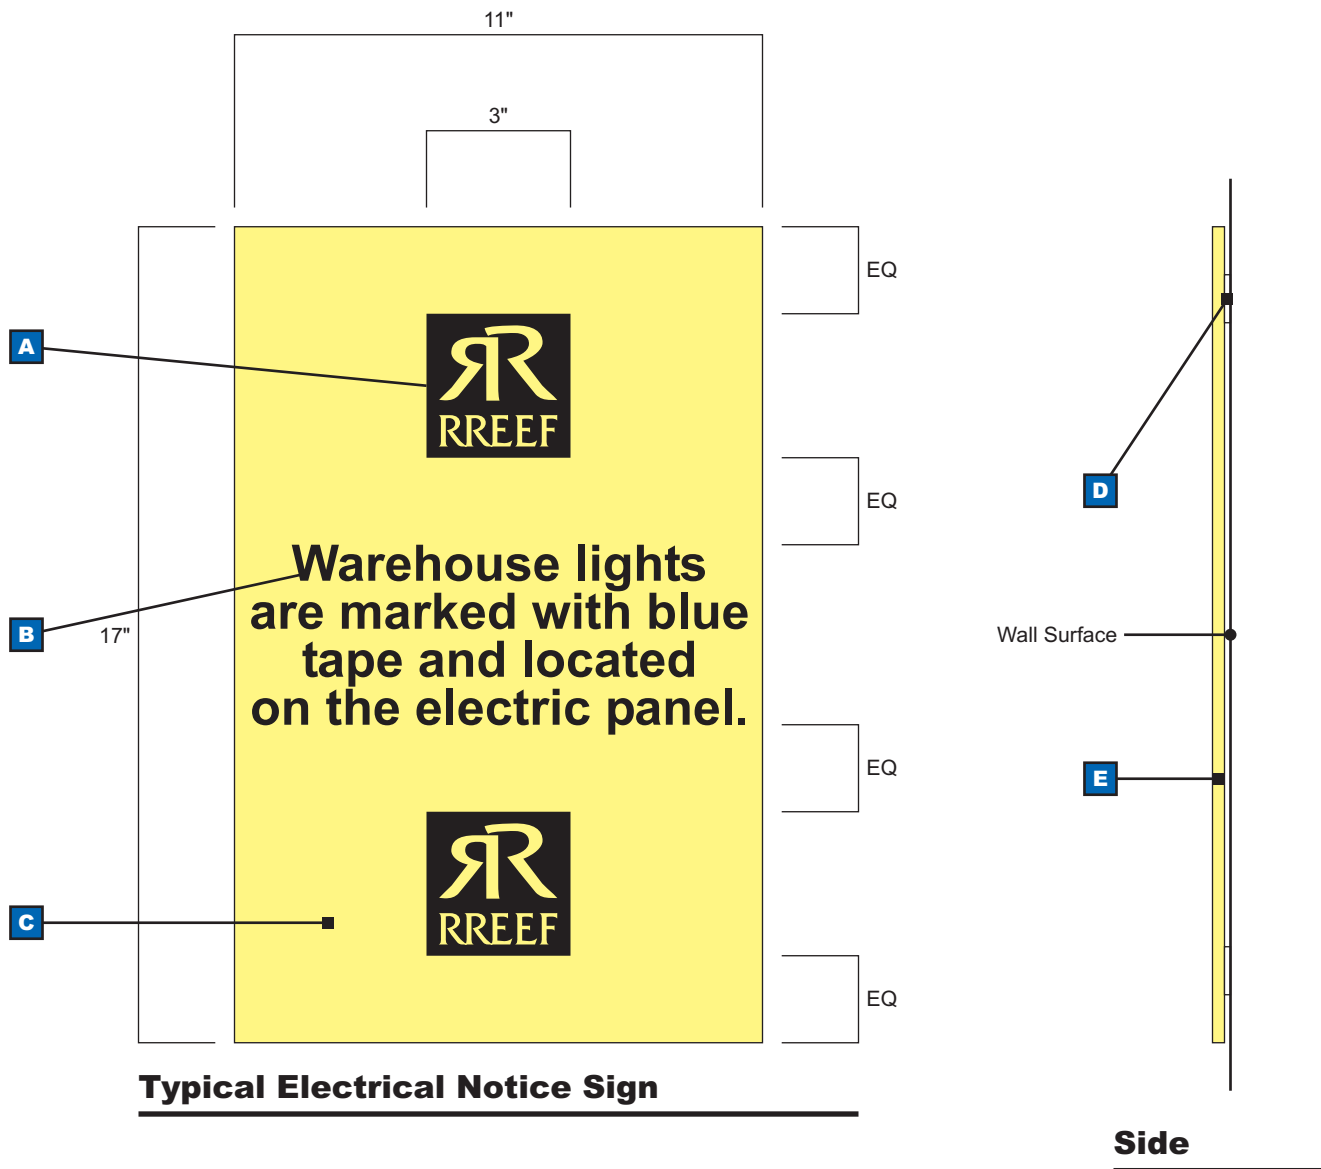 11"
3"
EQ
A
RREEF
EQ
D
Warehouse lights
are marked with blue
tape and located
on the electric panel.
B
17"
Wall Surface
EQ
E
RREEF
C
EQ
Typical Electrical Notice Sign
Side